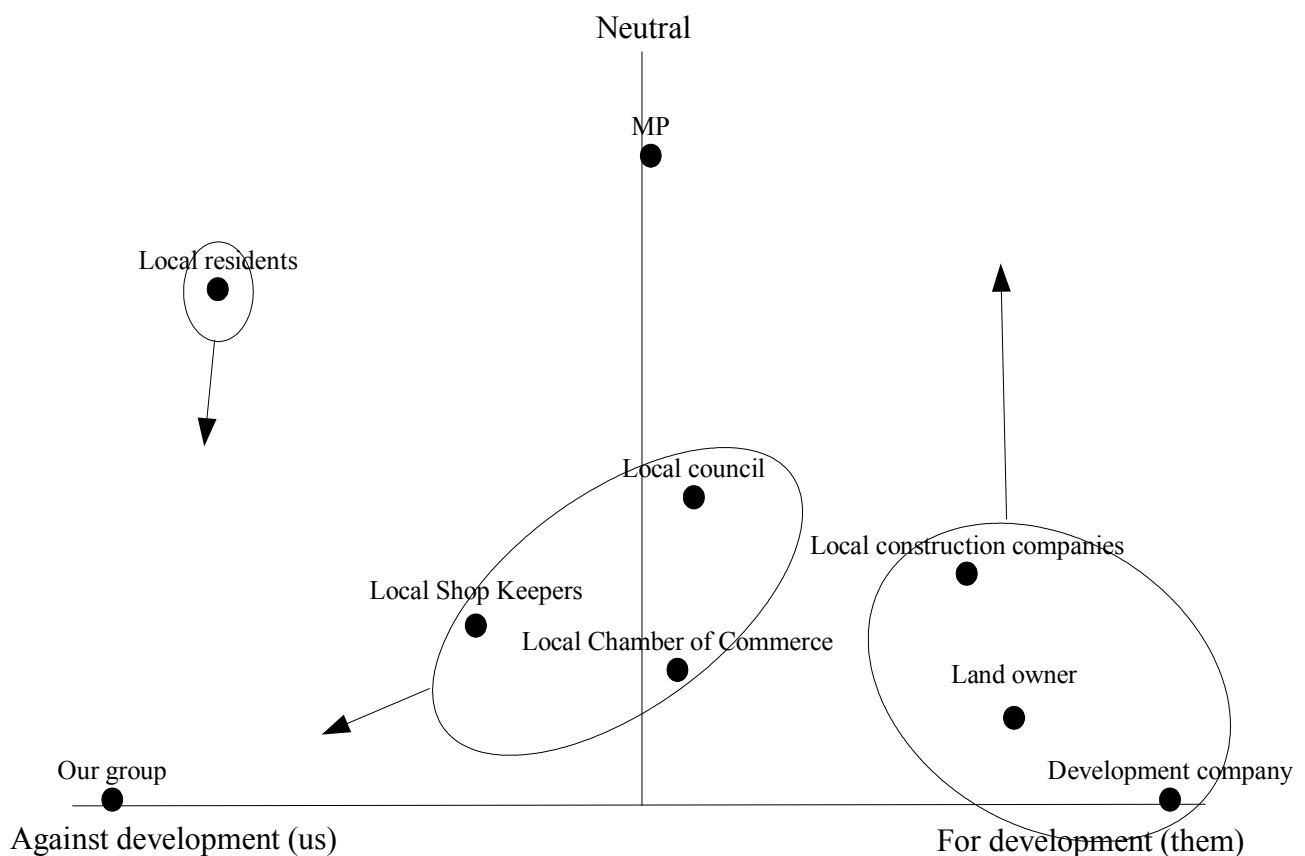 Neutral
MP
Local residents
Local council
Local construction companies
Local Shop Keepers
Local Chamber of Commerce
Land owner
Our group
Development company
Against development (us)
For development (them)